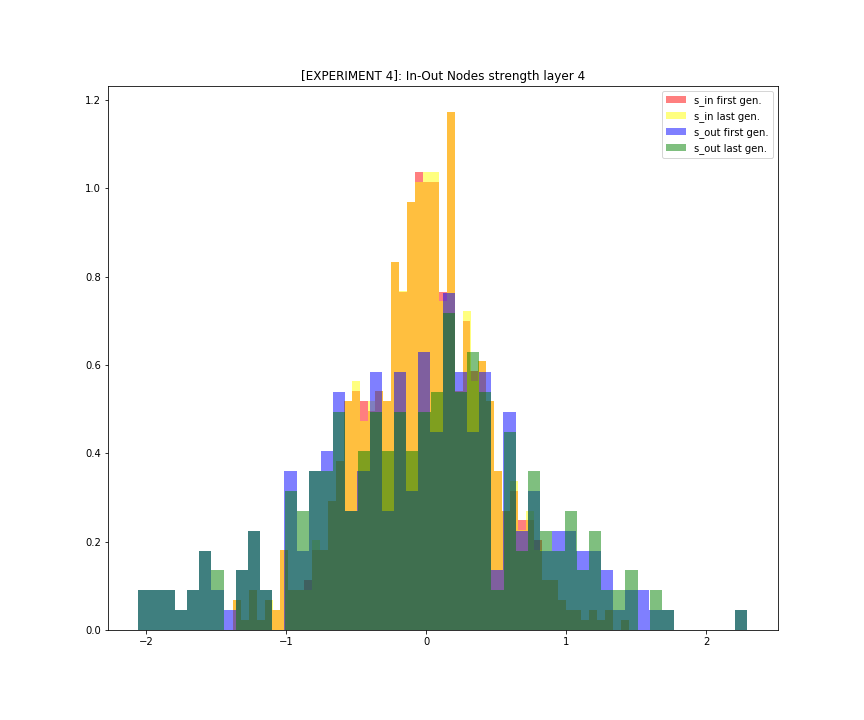 [EXPERIMENT 4]: In-Out Nodes strength layer 4
s_in first gen.
s_in last gen.
s_out first gen.
s_out last gen.
1.2
1.0
0.8
0.6
0.4
0.2
0.0
−2 −1 0 1 2